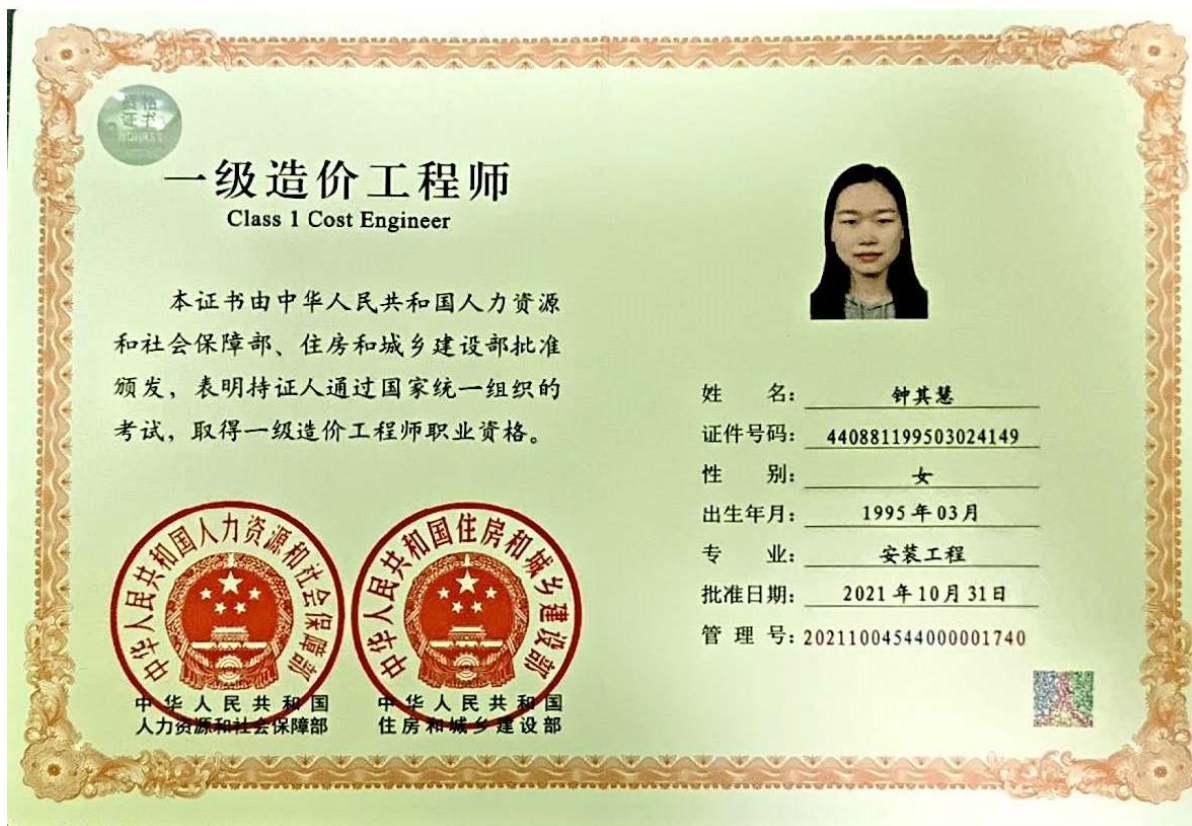 资格
证书
一级造价工程师
Class 1 Cost Engineer
本证书由中华人民共和国人力资源
和社会保障部、住房和城乡建设部批准
颁发，表明持证人通过国家统一组织的
考试，取得一级造价工程师职业资格。
中华人民共和国人力资源和社会保障部
中华人民共和国住房和城乡建设部
中华人民共和国
人力资源和社会保障部
中华人民共和国
住房和城乡建设部
姓 名：钟其慧
证件号码：440881199503024149
性 别：女
出生年月：1995年03月
专 业：安装工程
批准日期：2021年10月31日
管 理 号：20211004544000001740